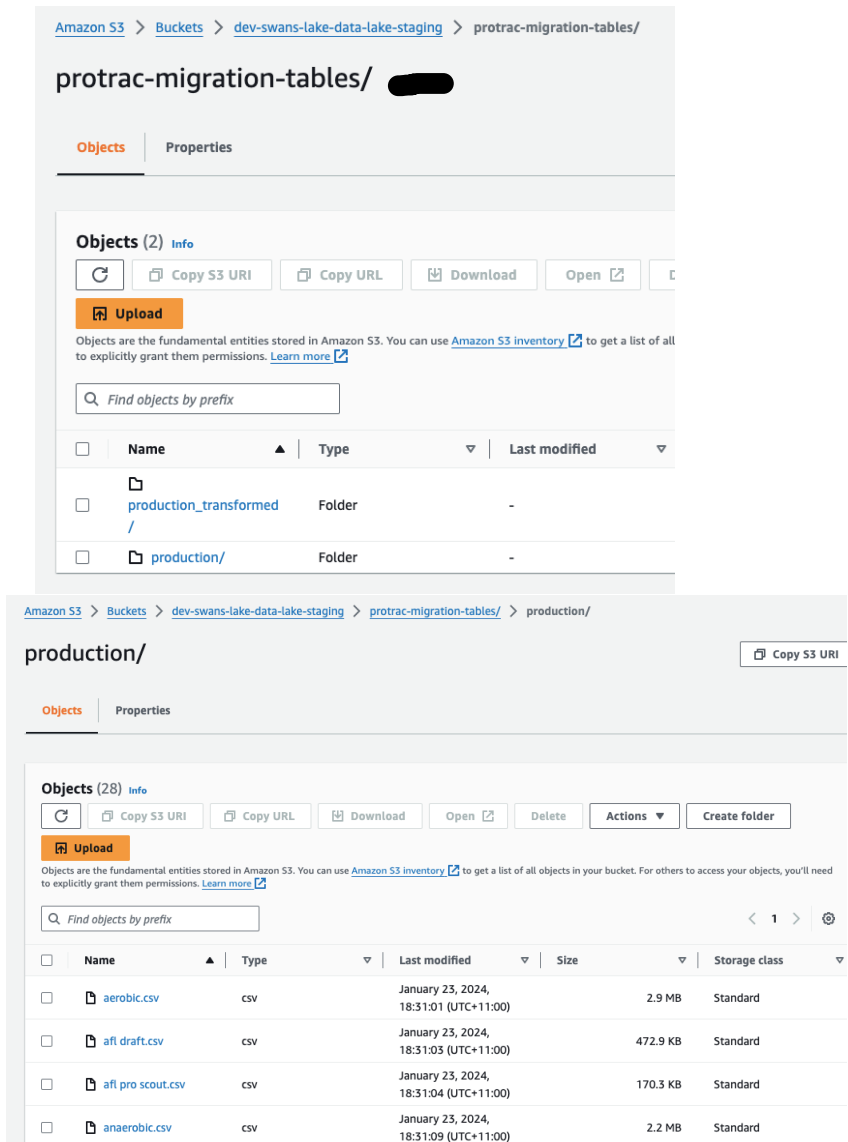 Amazon S3 > Buckets > dev-swans-lake-data-lake-staging > protrac-migration-tables/
protrac-migration-tables/
Objects Properties
Objects (2) Info
Copy S3 URI Copy URL Download Open
Upload
Objects are the fundamental entities stored in Amazon S3. You can use Amazon S3 inventory to get a list of all
to explicitly grant them permissions. Learn more
Find objects by prefix
Name Type Last modified
production_transformed
/
Folder -
production/ Folder -
Amazon S3 > Buckets > dev-swans-lake-data-lake-staging > protrac-migration-tables/ > production/
production/ Copy S3 URI
Objects Properties
Objects (28) Info
Copy S3 URI Copy URL Download Open Delete Actions Create folder
Upload
Objects are the fundamental entities stored in Amazon S3. You can use Amazon S3 inventory to get a list of all objects in your bucket. For others to access your objects, you'll need
to explicitly grant them permissions. Learn more
Find objects by prefix < 1 >
Name Type Last modified Size Storage class
January 23, 2024,
aerobic.csv csv 18:31:01 (UTC+11:00) 2.9 MB Standard
January 23, 2024,
afl draft.csv csv 18:31:03 (UTC+11:00) 472.9 KB Standard
January 23, 2024,
afl pro scout.csv csv 18:31:04 (UTC+11:00) 170.3 KB Standard
January 23, 2024,
anaerobic.csv csv 18:31:09 (UTC+11:00) 2.2 MB Standard